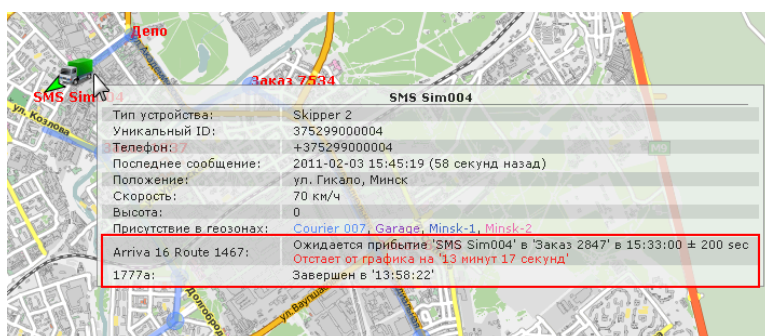 Депо
Заказ 7534
SMS Sim004
SMS Sim004
ул. Козлова
Тип устройства: Skipper 2
Уникальный ID: 375299000004
Телефон: +375299000004
M9
Последнее сообщение: 2011-02-03 15:45:19 (58 секунд назад)
Положение: ул. Гикало, Минск
Скорость: 70 км/ч
Высота: 0
Присутствие в геозонах: Courier 007, Garage, Minsk-1, Minsk-2
Arriva 16 Route 1467: Ожидается прибытие 'SMS Sim004' в 'Заказ 2847' в 15:33:00 ± 200 sec
Отстает от графика на '13 минут 17 секунд'
1777a: Завершен в '13:58:22'